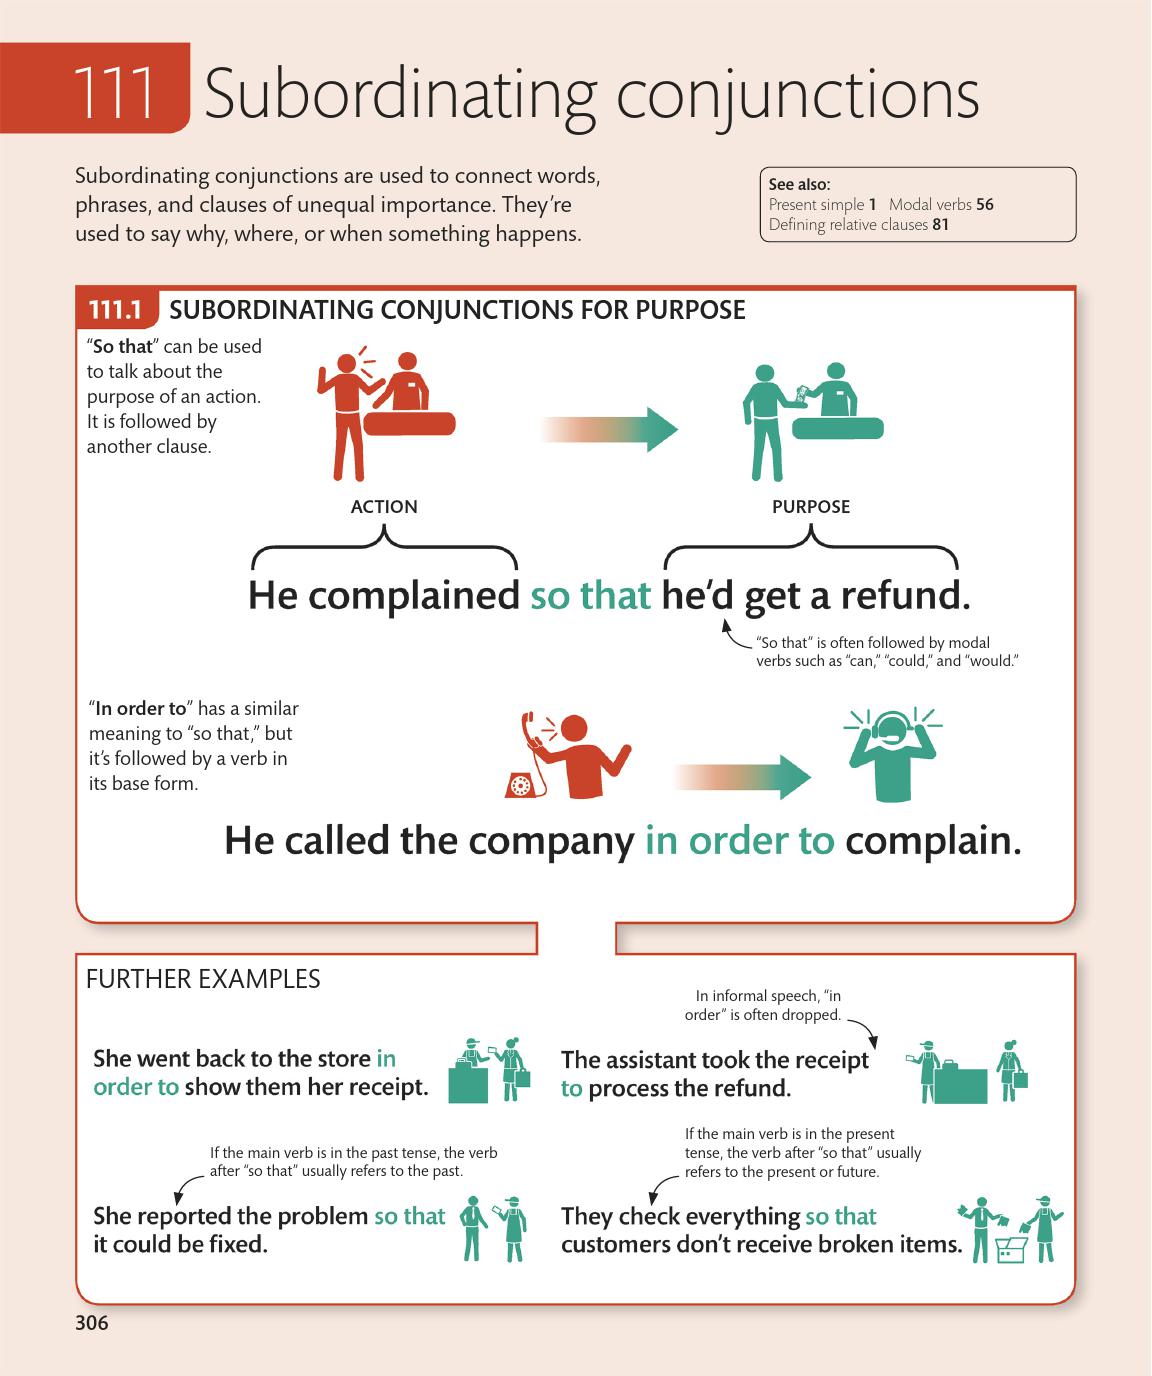 111 Subordinating conjunctions
Subordinating conjunctions are used to connect words,
phrases, and clauses of unequal importance. They’re
used to say why, where, or when something happens.
See also:
Present simple 1 Modal verbs 56
Defining relative clauses 81
111.1 SUBORDINATING CONJUNCTIONS FOR PURPOSE
“So that” can be used
to talk about the
purpose of an action.
It is followed by
another clause.
ACTION
PURPOSE
He complained so that he’d get a refund.
“So that” is often followed by modal
verbs such as “can,” “could,” and “would.”
“In order to” has a similar
meaning to “so that,” but
it’s followed by a verb in
its base form.
He called the company in order to complain.
FURTHER EXAMPLES
She went back to the store in
order to show them her receipt.
In informal speech, “in
order” is often dropped.
The assistant took the receipt
to process the refund.
If the main verb is in the past tense, the verb
after “so that” usually refers to the past.
She reported the problem so that
it could be fixed.
If the main verb is in the present
tense, the verb after “so that” usually
refers to the present or future.
They check everything so that
customers don’t receive broken items.
306